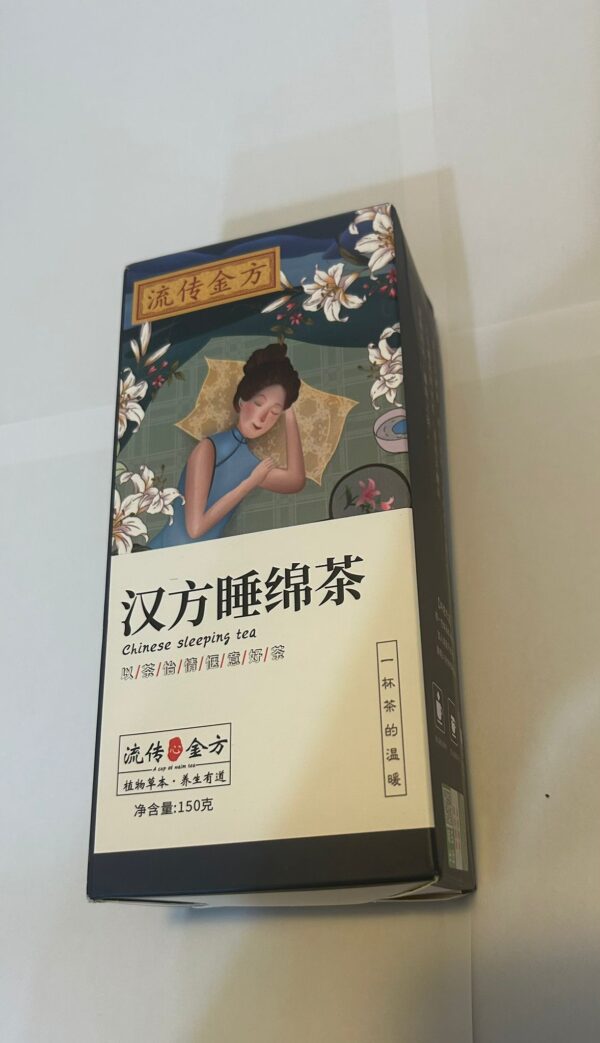 流传金方
汉方睡绵茶
Chinese sleeping tea
以/茶/怡/情/惬/意/好/茶
一杯茶的温暖
流传心金方
A cup of naim tea
植物草本·养生有道
净含量:150克